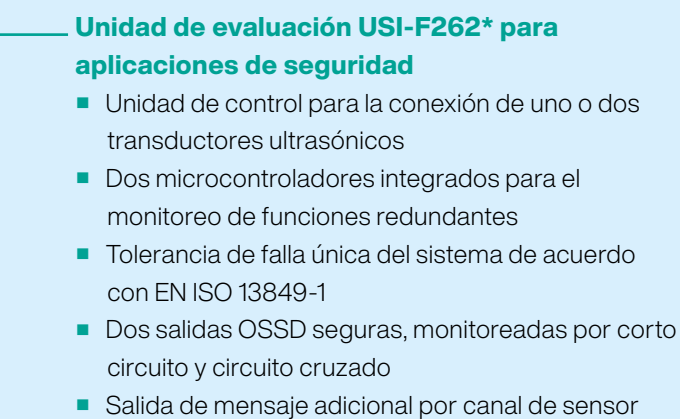 Unidad de evaluación USI-F262* para
aplicaciones de seguridad
■ Unidad de control para la conexión de uno o dos
transductores ultrasónicos
■ Dos microcontroladores integrados para el
monitoreo de funciones redundantes
■ Tolerancia de falla única del sistema de acuerdo
con EN ISO 13849-1
■ Dos salidas OSSD seguras, monitoreadas por corto
circuito y circuito cruzado
■ Salida de mensaje adicional por canal de sensor